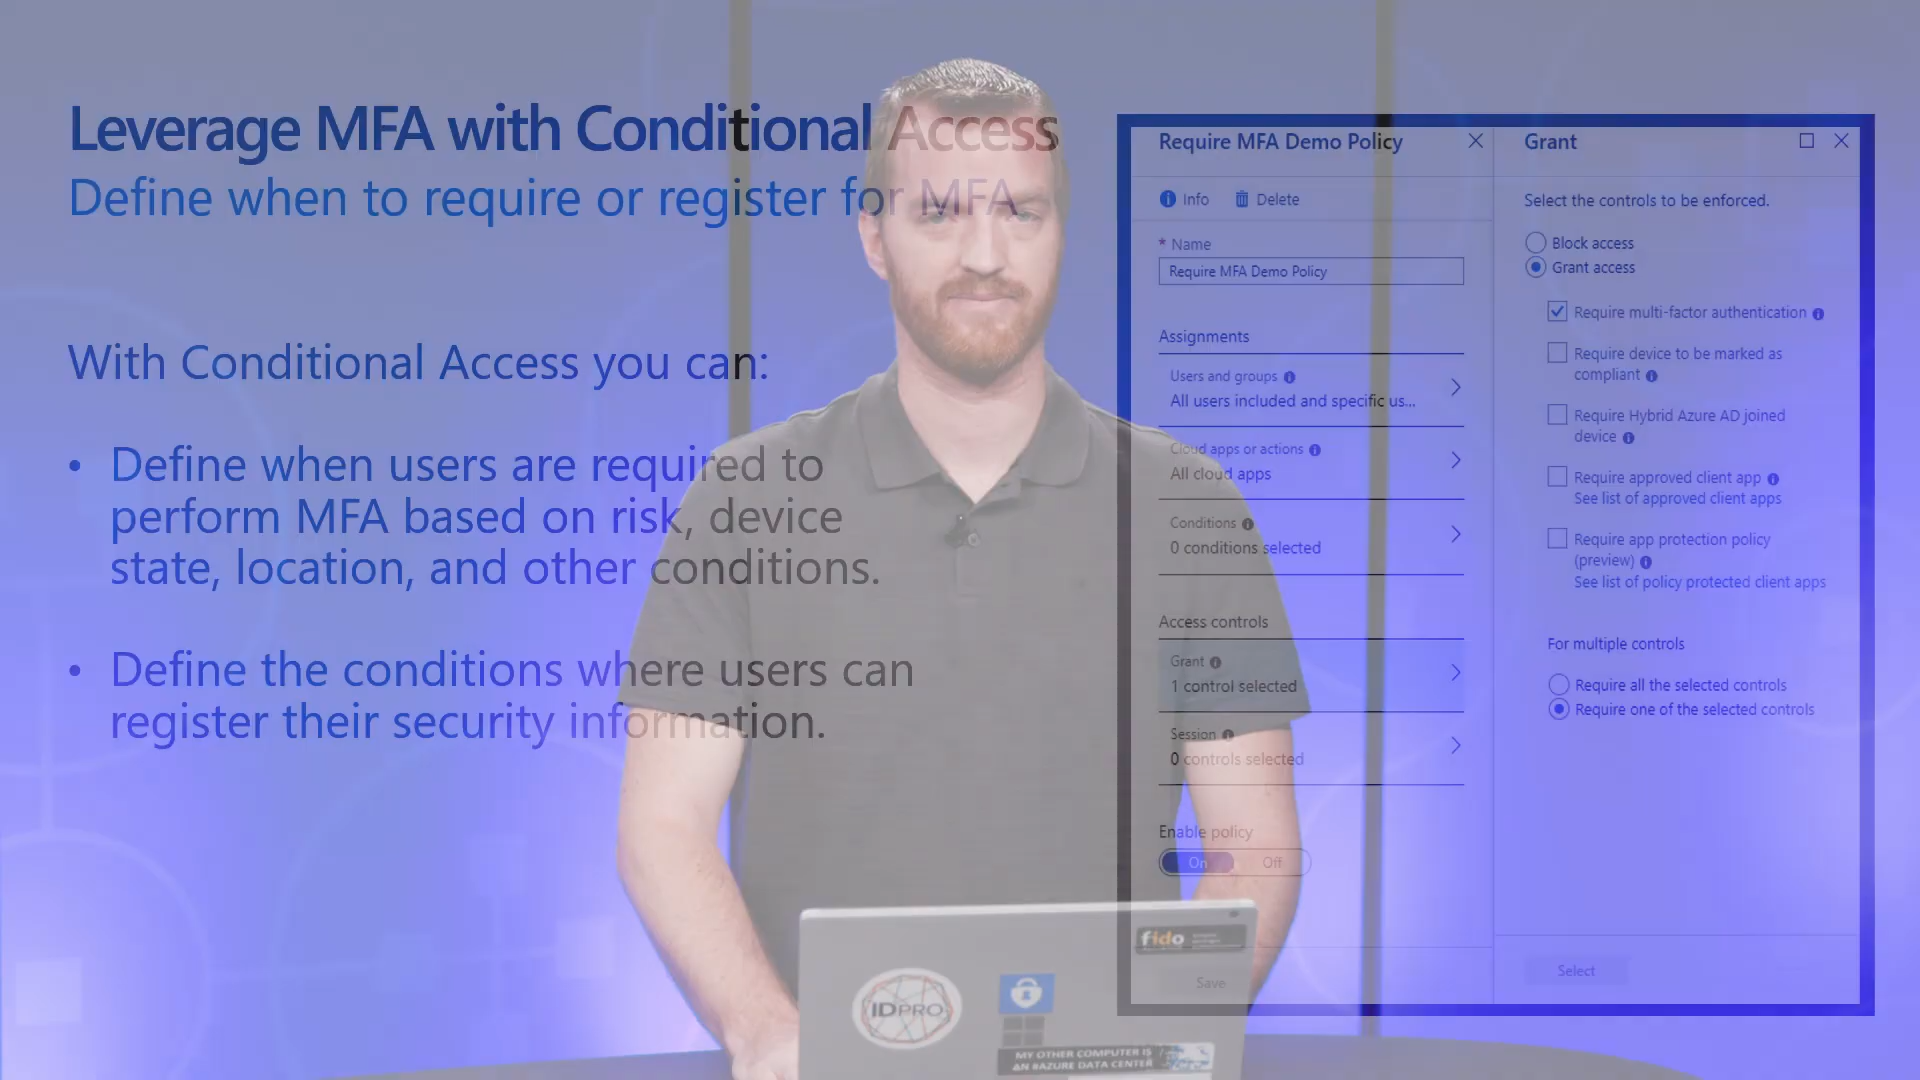 Leverage MFA with Conditional Access
Define when to require or register for MFA
With Conditional Access you can:
• Define when users are required to
perform MFA based on risk, device
state, location, and other conditions.
• Define the conditions where users can
register their security information.
Require MFA Demo Policy
Info Delete
* Name
Require MFA Demo Policy
Assignments
Users and groups
All users included and specific us...
Cloud apps or actions
All cloud apps
Conditions
0 conditions selected
Access controls
Grant
1 control selected
Session
0 controls selected
Enable policy
On Off
Save
Grant
Select the controls to be enforced.
Block access
Grant access
Require multi-factor authentication
Require device to be marked as
compliant
Require Hybrid Azure AD joined
device
Require approved client app
See list of approved client apps
Require app protection policy
(preview)
See list of policy protected client apps
For multiple controls
Require all the selected controls
Require one of the selected controls
Select
fido
IDPRO
MY OTHER COMPUTER IS
AN #AZURE DATA CENTER